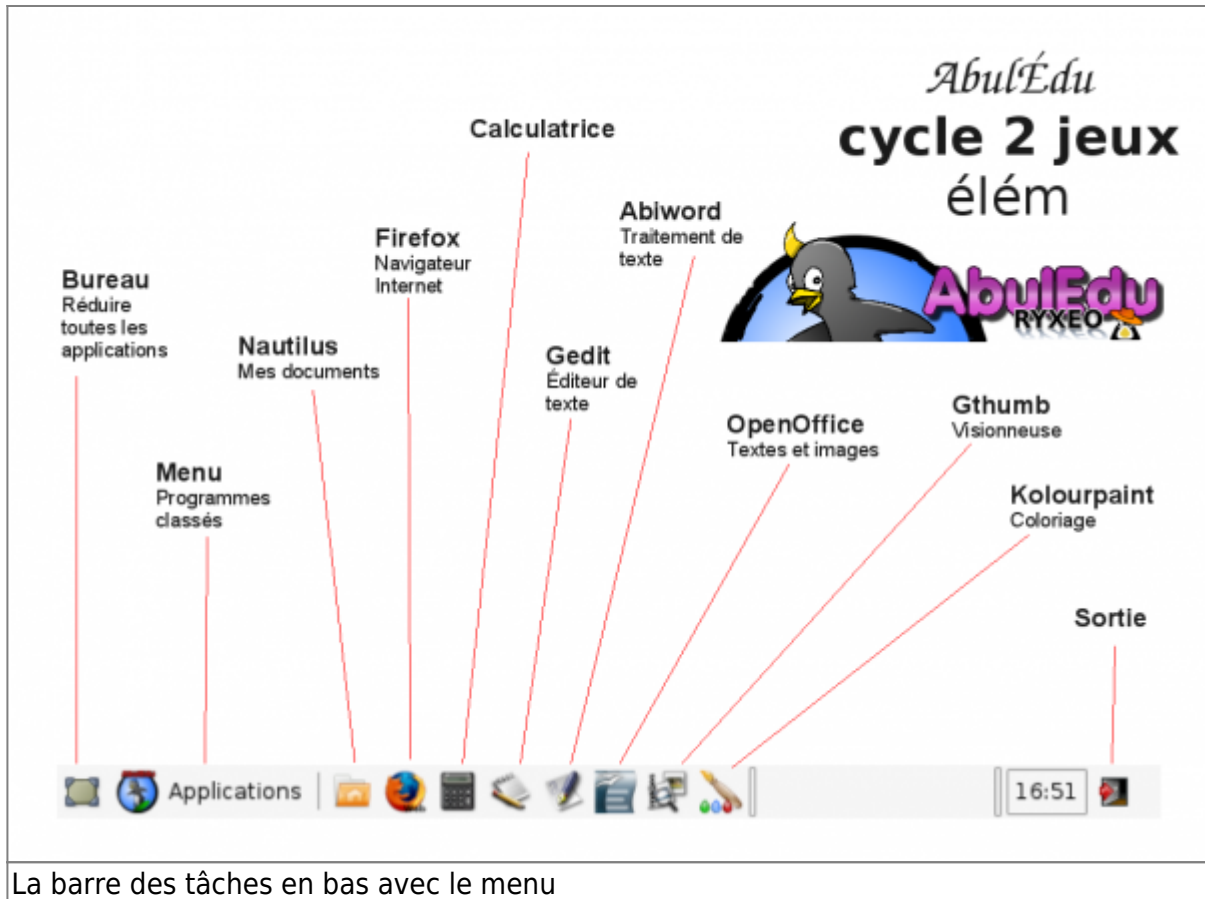 AbulÉdu
cycle 2 jeux
élém
AbulEdu
RYXEO
Calculatrice
Abiword
Traitement de
texte
Firefox
Navigateur
Internet
Bureau
Réduire
toutes les
applications
Nautilus
Mes documents
Gedit
Éditeur de
texte
OpenOffice
Textes et images
Gthumb
Visionneuse
Menu
Programmes
classés
Kolourpaint
Coloriage
Sortie
Applications
16:51
La barre des tâches en bas avec le menu